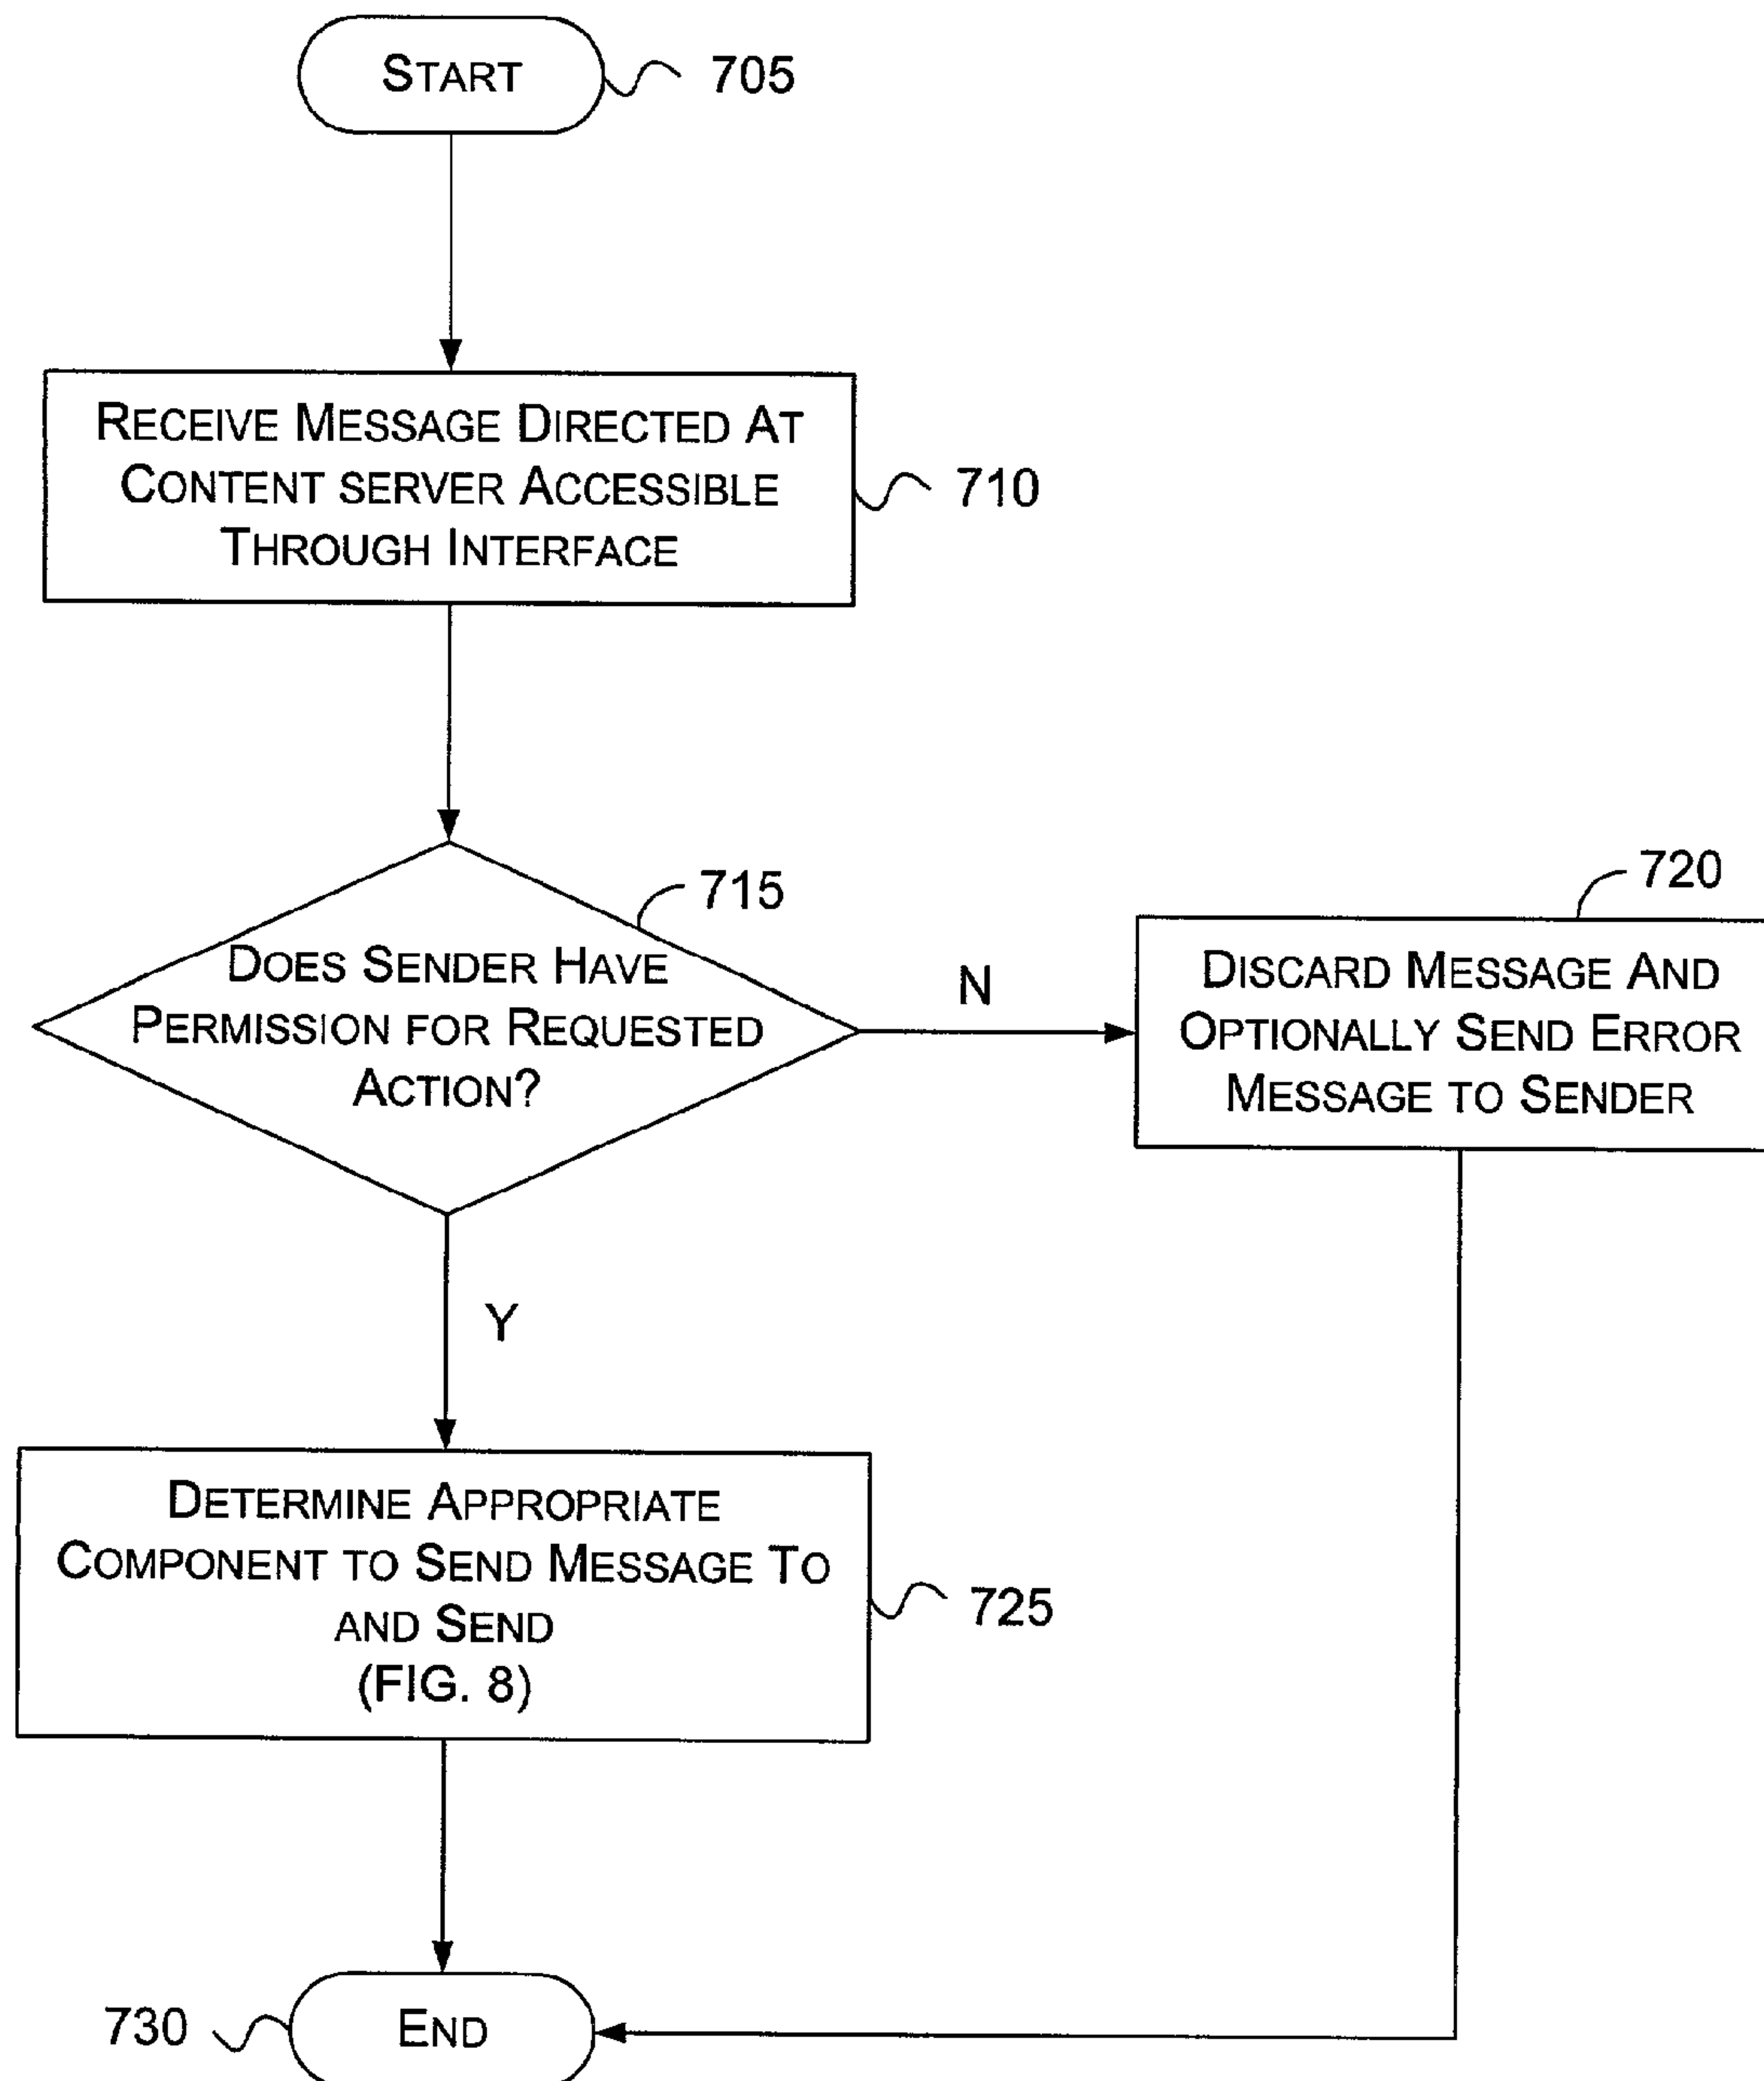 START
705
RECEIVE MESSAGE DIRECTED AT
CONTENT SERVER ACCESSIBLE
THROUGH INTERFACE
710
715
DOES SENDER HAVE
PERMISSION FOR REQUESTED
ACTION?
N
720
DISCARD MESSAGE AND
OPTIONALLY SEND ERROR
MESSAGE TO SENDER
Y
DETERMINE APPROPRIATE
COMPONENT TO SEND MESSAGE TO
AND SEND
(FIG. 8)
725
730
END